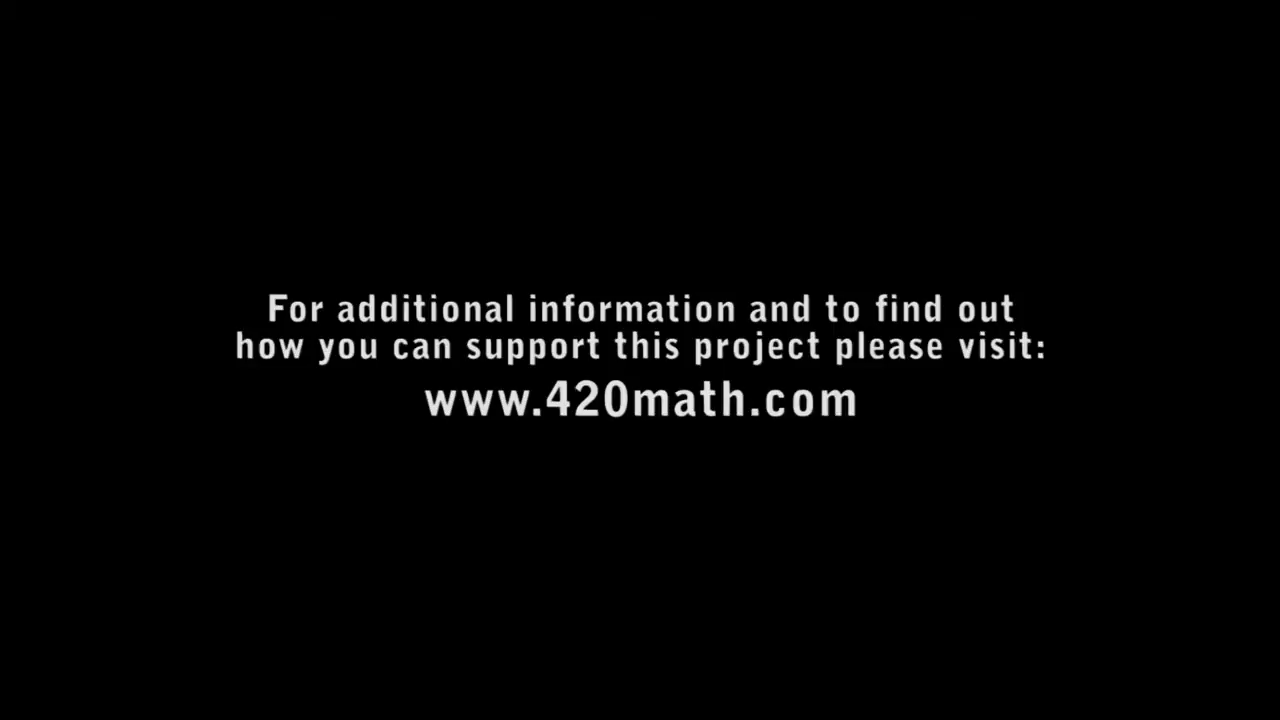 For additional information and to find out
how you can support this project please visit:
www.420math.com